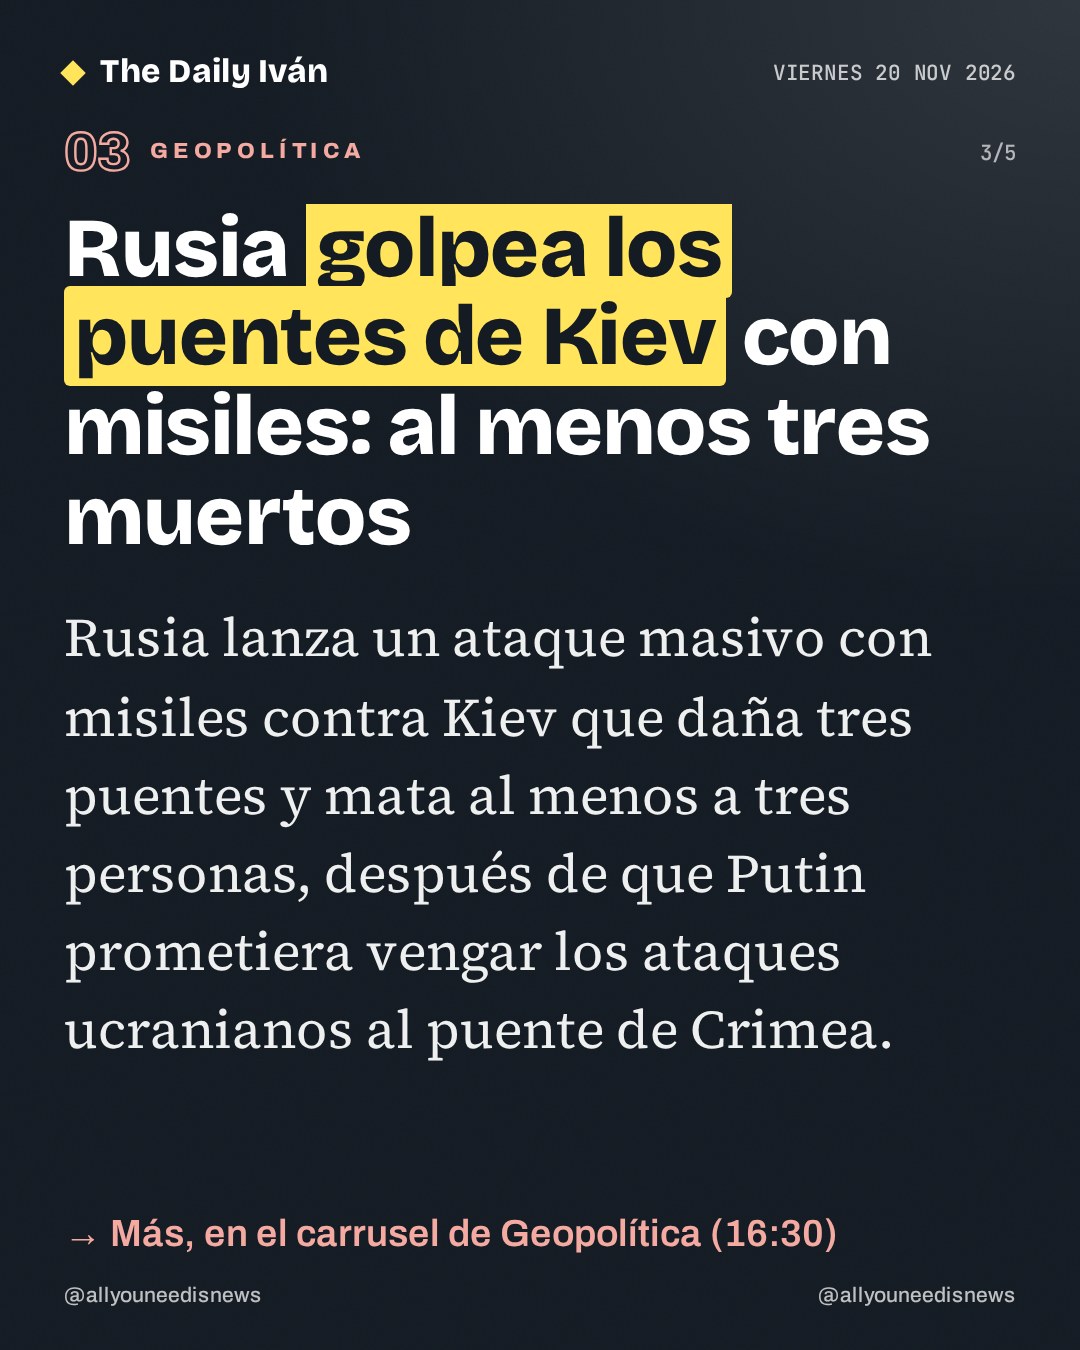 The Daily Iván
VIERNES 20 NOV 2026
03 GEOPOLÍTICA
3/5
Rusia golpea los
puentes de Kiev con
misiles: al menos tres
muertos
Rusia lanza un ataque masivo con
misiles contra Kiev que daña tres
puentes y mata al menos a tres
personas, después de que Putin
prometiera vengar los ataques
ucranianos al puente de Crimea.
→ Más, en el carrusel de Geopolítica (16:30)
@allyouneedisnews
@allyouneedisnews